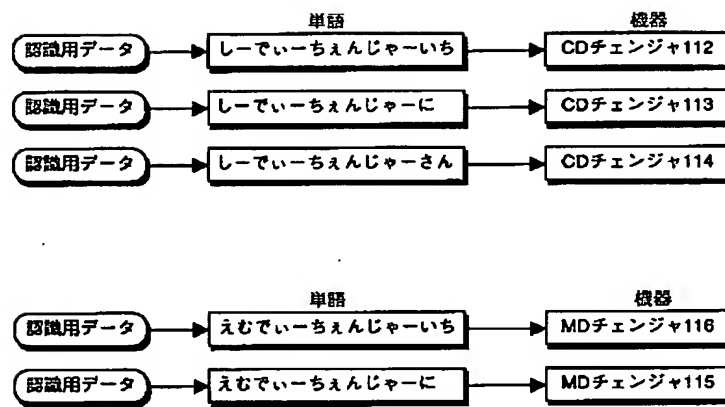 単語 機器
認識用データ しーでぃーちぇんじゃーいち CDチェンジャ112
認識用データ しーでぃーちぇんじゃーに CDチェンジャ113
認識用データ しーでぃーちぇんじゃーさん CDチェンジャ114
単語 機器
認識用データ えむでぃーちぇんじゃーいち MDチェンジャ116
認識用データ えむでぃーちぇんじゃーに MDチェンジャ115